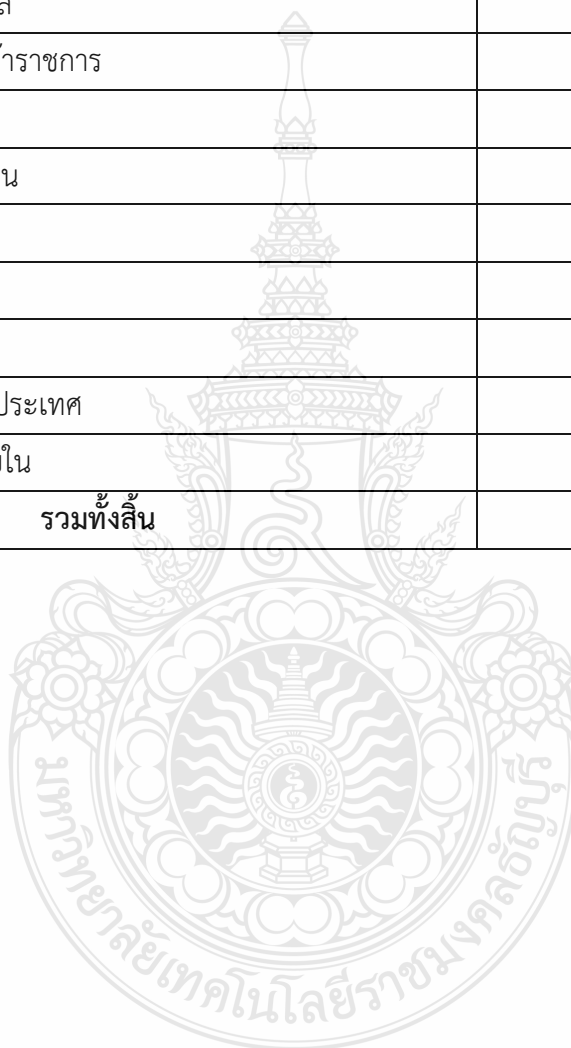 ล
าราชการ
น
ประเทศ
ใน
รวมทั้งสิ้น
มหาวิทยาลัยเทคโนโลยีราชมงคลธัญบุรี